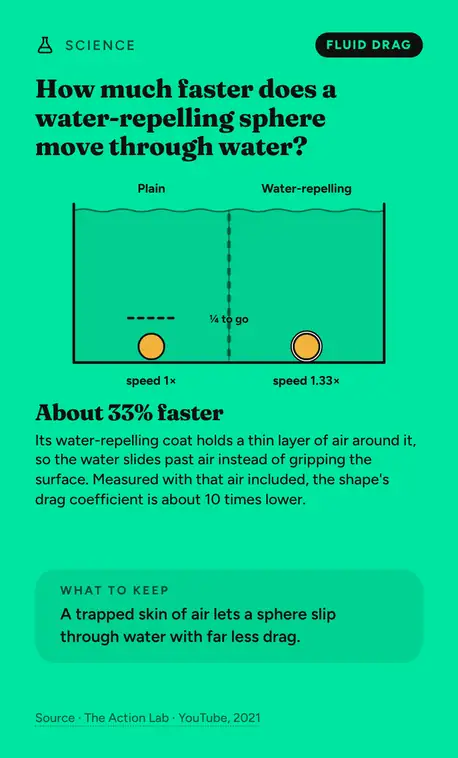 SCIENCE
FLUID DRAG
How much faster does a
water-repelling sphere
move through water?
Plain
Water-repelling
¼ to go
speed 1×
speed 1.33×
About 33% faster
Its water-repelling coat holds a thin layer of air around it,
so the water slides past air instead of gripping the
surface. Measured with that air included, the shape's
drag coefficient is about 10 times lower.
WHAT TO KEEP
A trapped skin of air lets a sphere slip
through water with far less drag.
Source · The Action Lab · YouTube, 2021